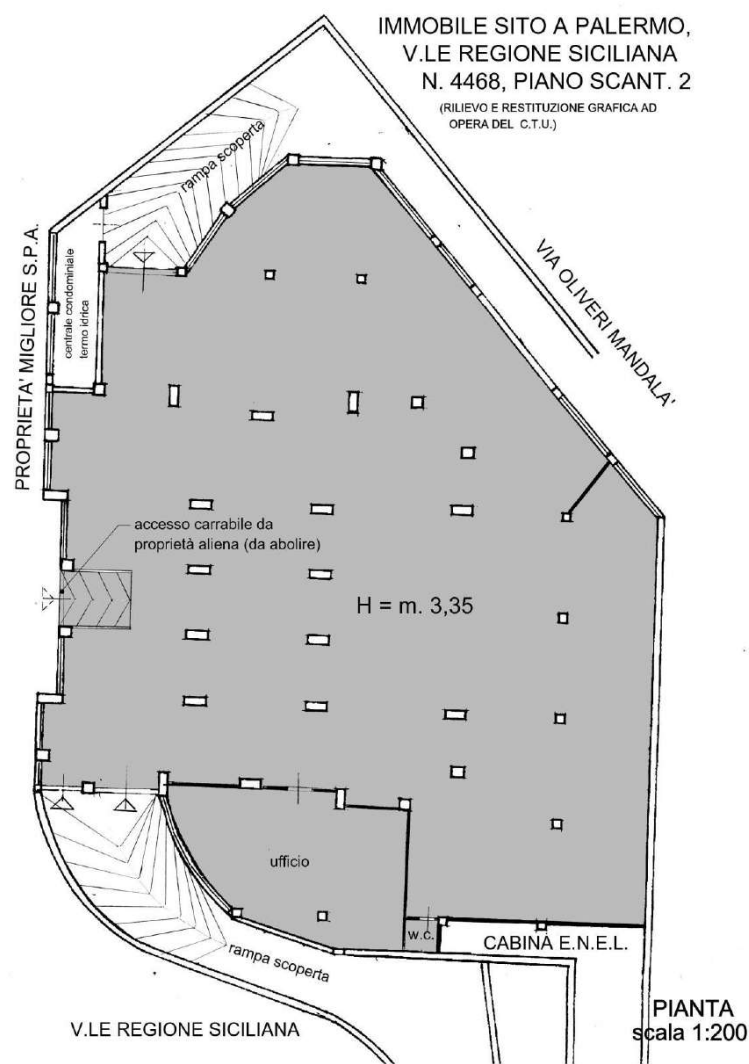 IMMOBILE SITO A PALERMO,
V.LE REGIONE SICILIANA
N. 4468, PIANO SCANT. 2
(RILIEVO E RESTITUZIONE GRAFICA AD
OPERA DEL C.T.U.)
rampa scoperta
VIA OLIVERI MANDALA'
PROPRIETA' MIGLIORE S.P.A.
centrale condominiale
termo idrica
accesso carrabile da
proprietà aliena (da abolire)
H = m. 3,35
ufficio
w.c.
CABINA E.N.E.L.
rampa scoperta
V.LE REGIONE SICILIANA
PIANTA
scala 1:200